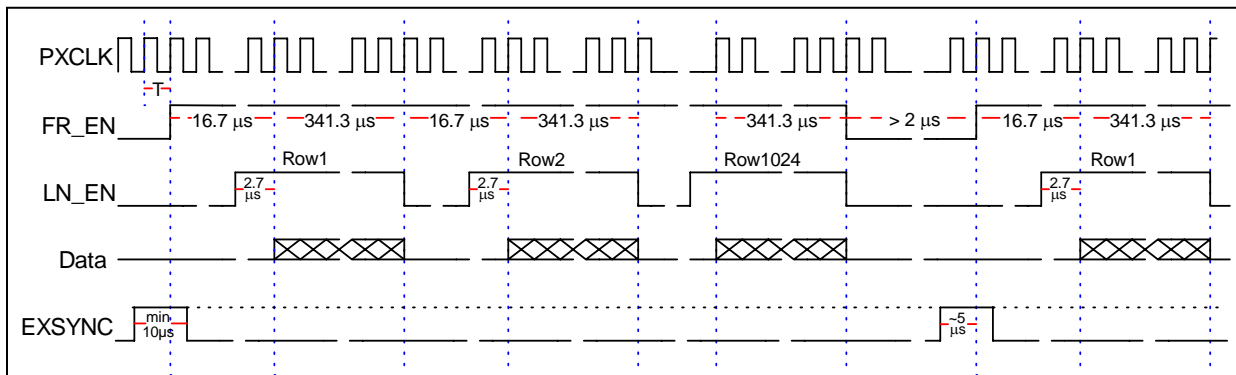 PXCLK
T
FR_EN
16.7 µs 341.3 µs 16.7 µs 341.3 µs 341.3 µs > 2 µs 16.7 µs 341.3 µs
Row1 Row2 Row1024 Row1
LN_EN
2.7
µs
2.7
µs
2.7
µs
Data
EXSYNC
min
10µs
~5
µs